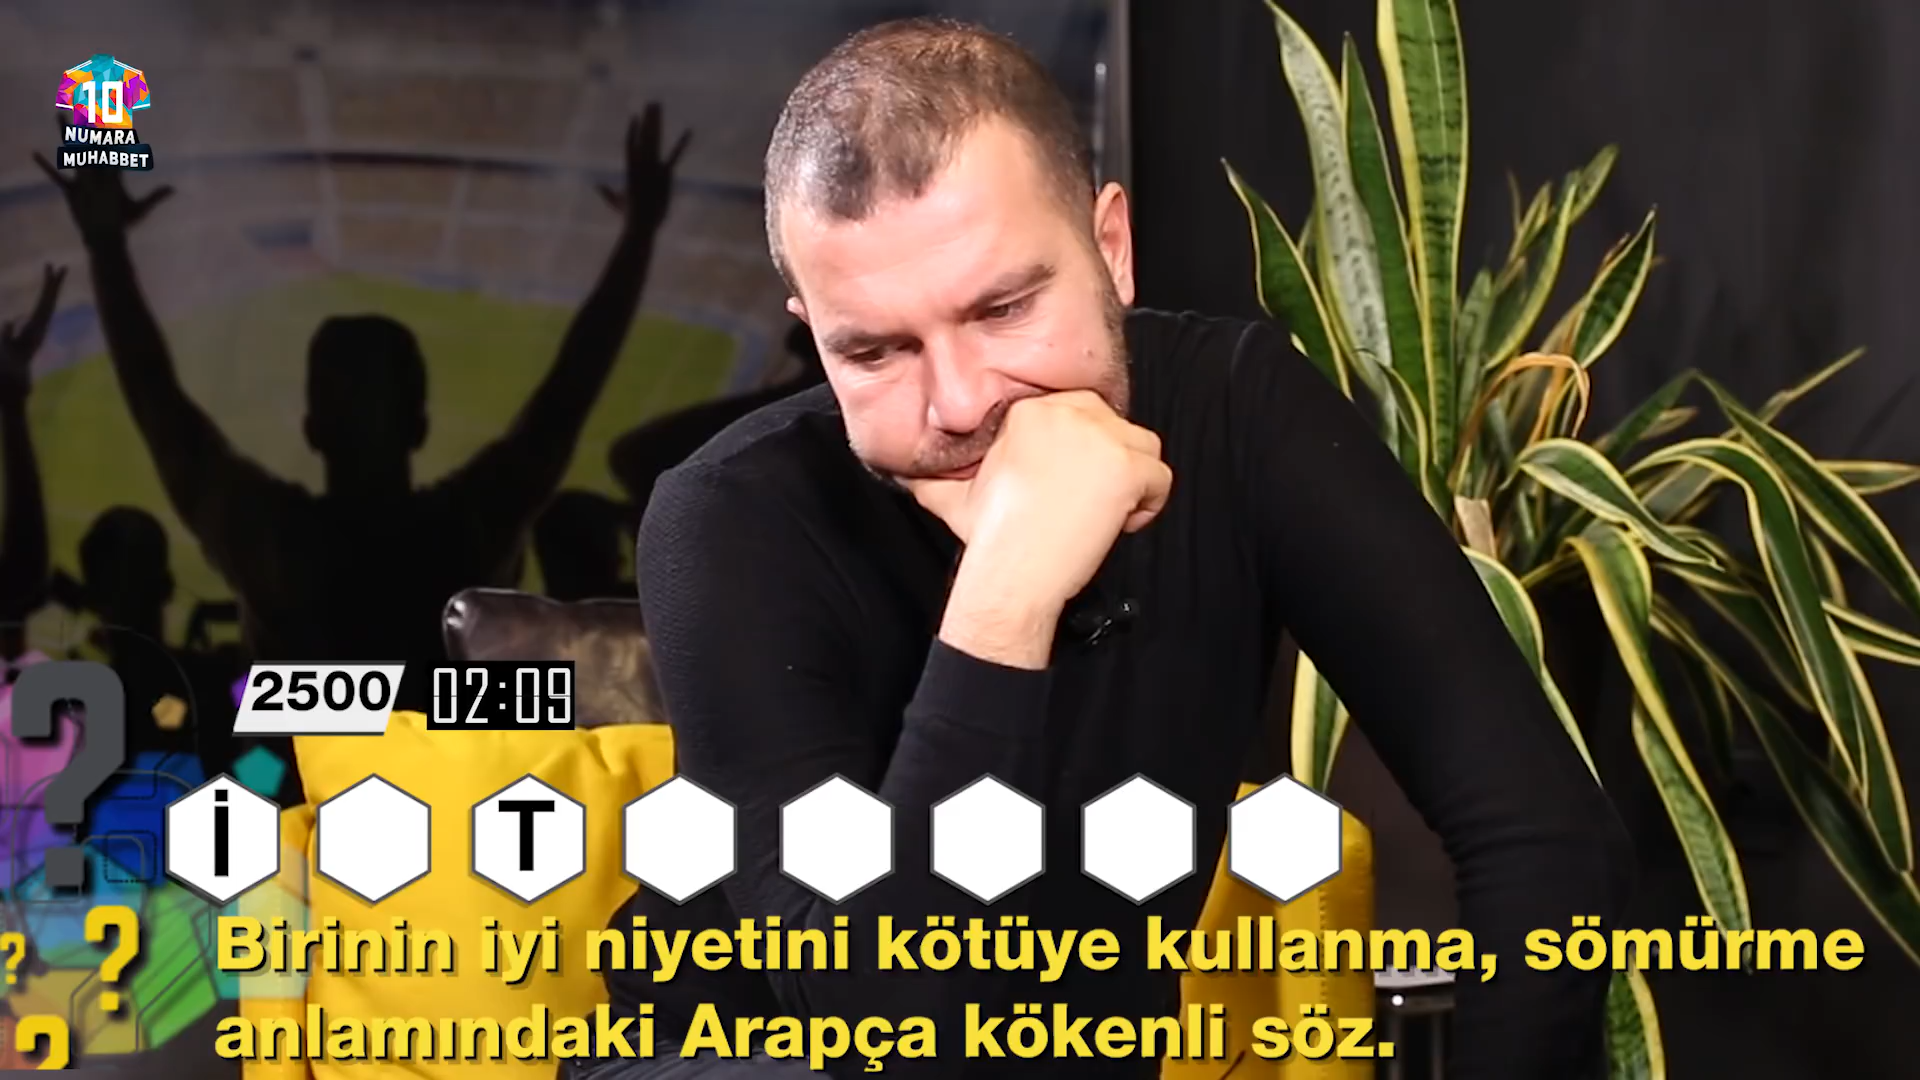 10
NUMARA
MUHABBET
2500
02:09
İ T
Birinin iyi niyetini kötüye kullanma, sömürme
anlamındaki Arapça kökenli söz.